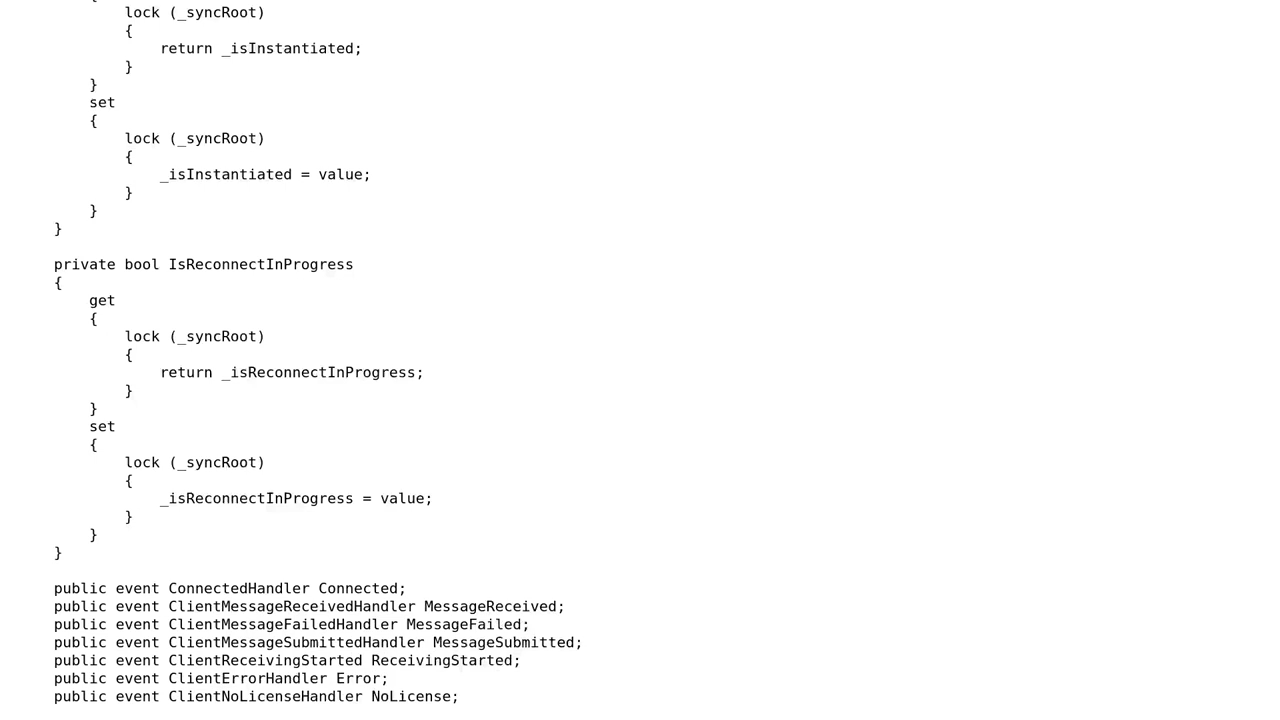 {
lock (_syncRoot)
{
return _isInstantiated;
}
}
set
{
lock (_syncRoot)
{
_isInstantiated = value;
}
}
}
private bool IsReconnectInProgress
{
get
{
lock (_syncRoot)
{
return _isReconnectInProgress;
}
}
set
{
lock (_syncRoot)
{
_isReconnectInProgress = value;
}
}
}
public event ConnectedHandler Connected;
public event ClientMessageReceivedHandler MessageReceived;
public event ClientMessageFailedHandler MessageFailed;
public event ClientMessageSubmittedHandler MessageSubmitted;
public event ClientReceivingStarted ReceivingStarted;
public event ClientErrorHandler Error;
public event ClientNoLicenseHandler NoLicense;